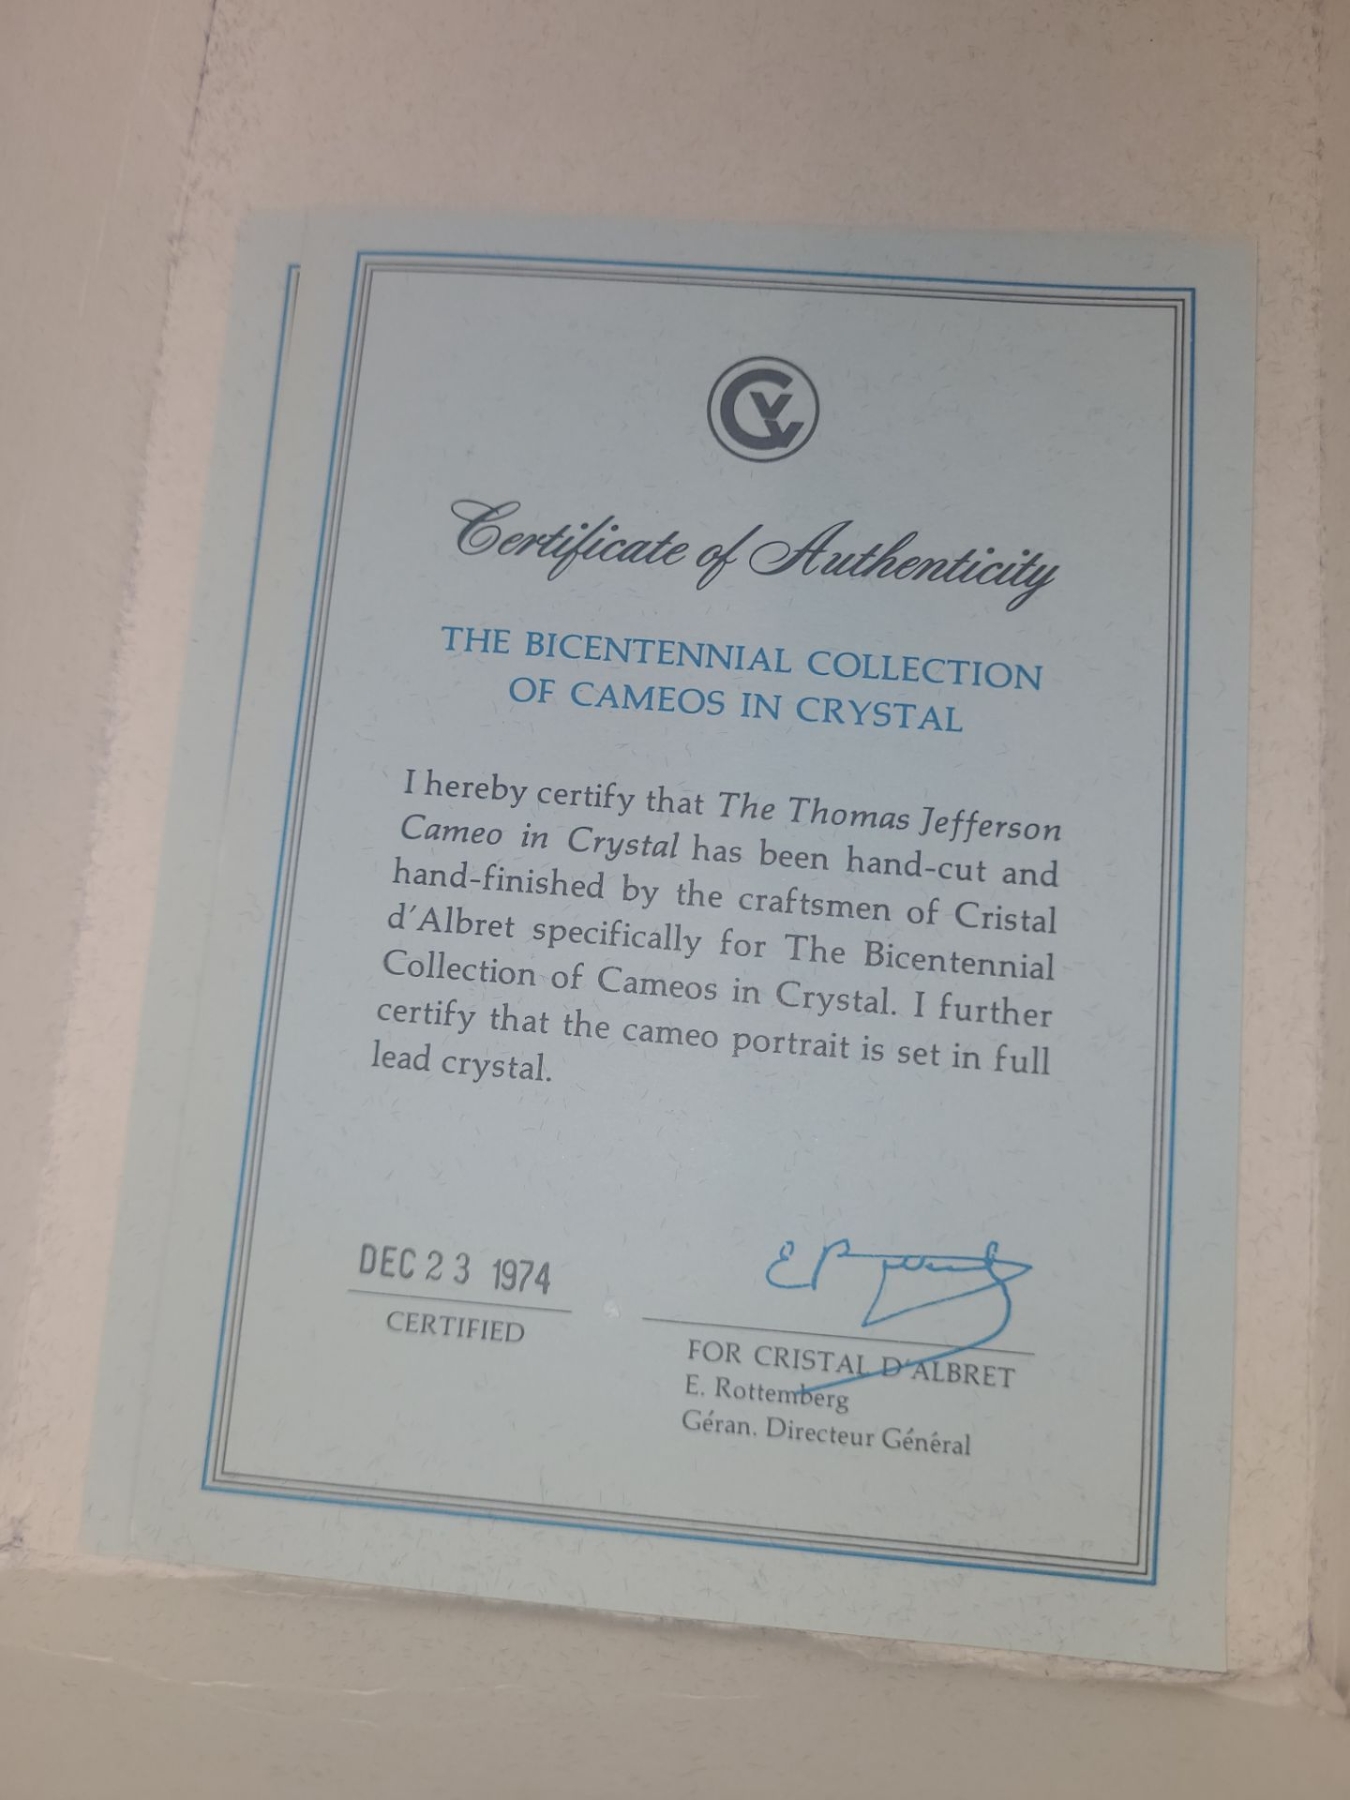 Certificate of Authenticity
THE BICENTENNIAL COLLECTION
OF CAMEOS IN CRYSTAL
I hereby certify that The Thomas Jefferson
Cameo in Crystal has been hand-cut and
hand-finished by the craftsmen of Cristal
d'Albret specifically for The Bicentennial
Collection of Cameos in Crystal. I further
certify that the cameo portrait is set in full
lead crystal.
DEC 23 1974
CERTIFIED
FOR CRISTAL D'ALBRET
E. Rottemberg
Géran. Directeur Général